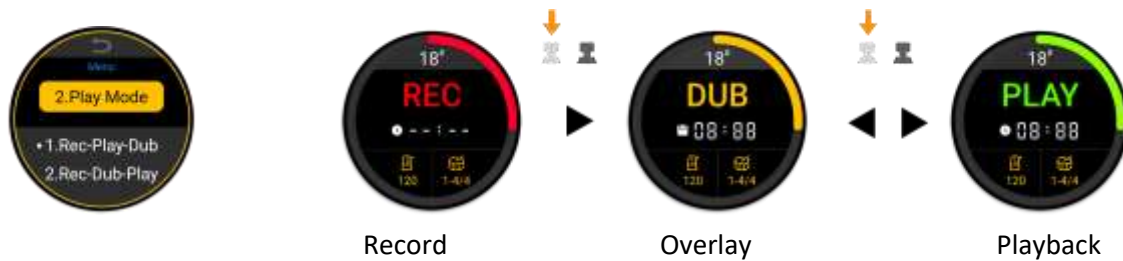 Menu
2.Play Mode
•1.Rec-Play-Dub
2.Rec-Dub-Play
18"
REC
--:--
120
1-4/4
Record
18"
DUB
08:88
120
1-4/4
Overlay
18"
PLAY
08:88
120
1-4/4
Playback